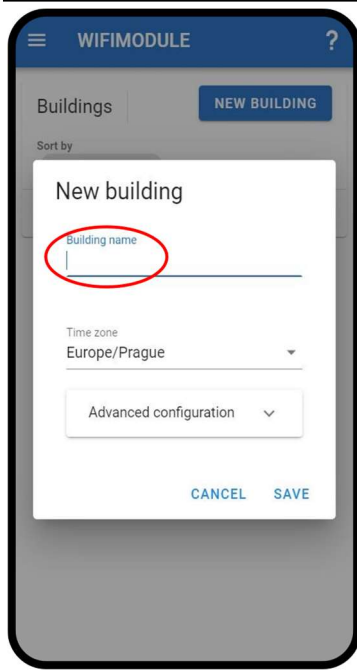 WIFIMODULE ?
Buildings NEW BUILDING
Sort by
New building
Building name
Time zone
Europe/Prague
Advanced configuration
CANCEL SAVE